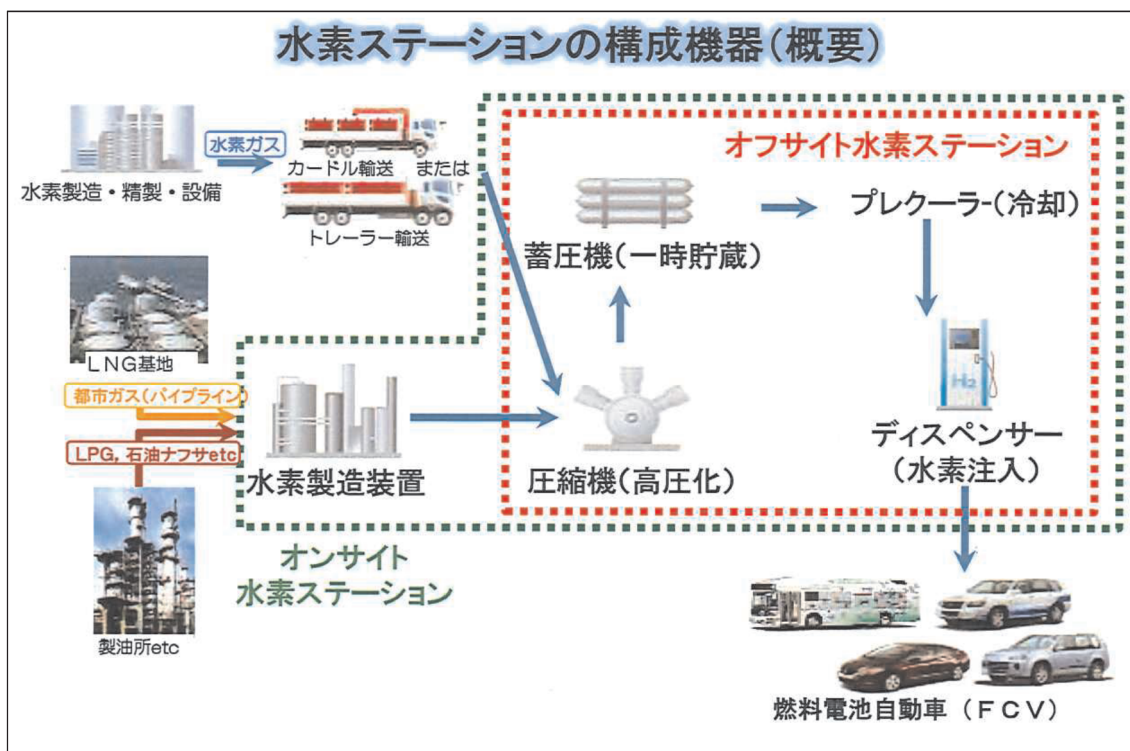 水素ステーションの構成機器(概要)
水素ガス
水素製造・精製・設備
カードル輸送 または
トレーラー輸送
オフサイト水素ステーション
蓄圧機(一時貯蔵)
プレクーラー(冷却)
LNG基地
都市ガス(パイプライン)
LPG, 石油ナフサetc
水素製造装置
圧縮機(高圧化)
H2
ディスペンサー
(水素注入)
オンサイト
水素ステーション
製油所etc
燃料電池自動車 (FCV)